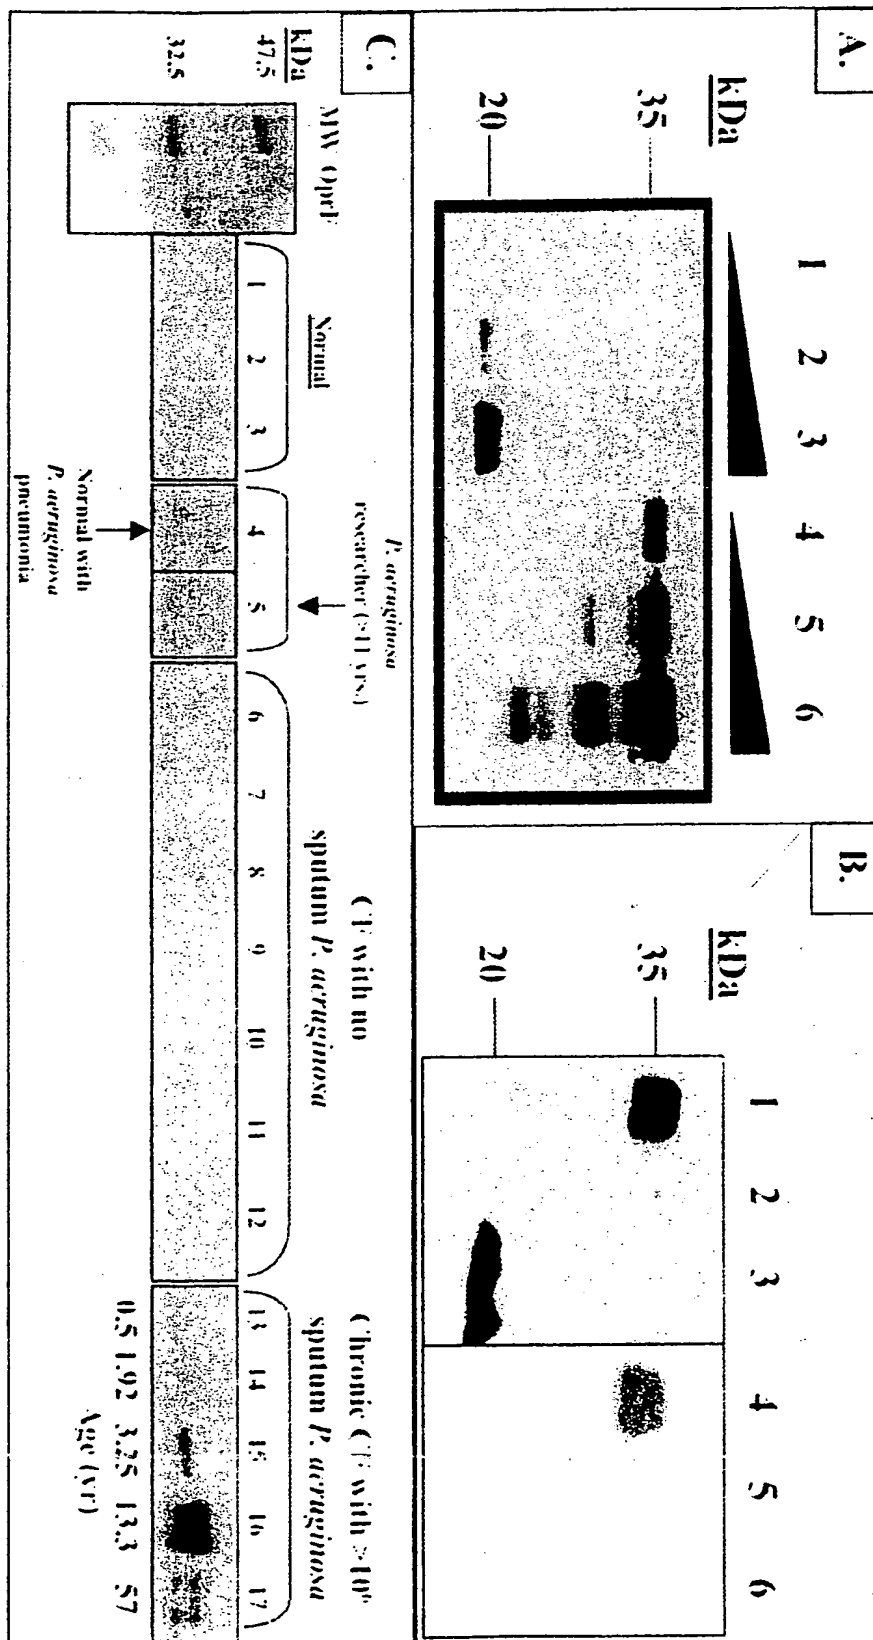 A.
kDa
35
20
1 2 3 4 5 6
B.
kDa
35
20
1 2 3 4 5 6
C.
kDa
47.5
32.5
MW OprF
Normal
1 2 3
P. aeruginosa
researcher (>11 yrs.)
4 5
Normal with
P. aeruginosa
pneumonia
CF with no
sputum P. aeruginosa
6 7 8 9 10 11 12
Chronic CF with >10⁶
sputum P. aeruginosa
13 14 15 16 17
0.5 1.92 3.25 13.3 57
Age (yr)